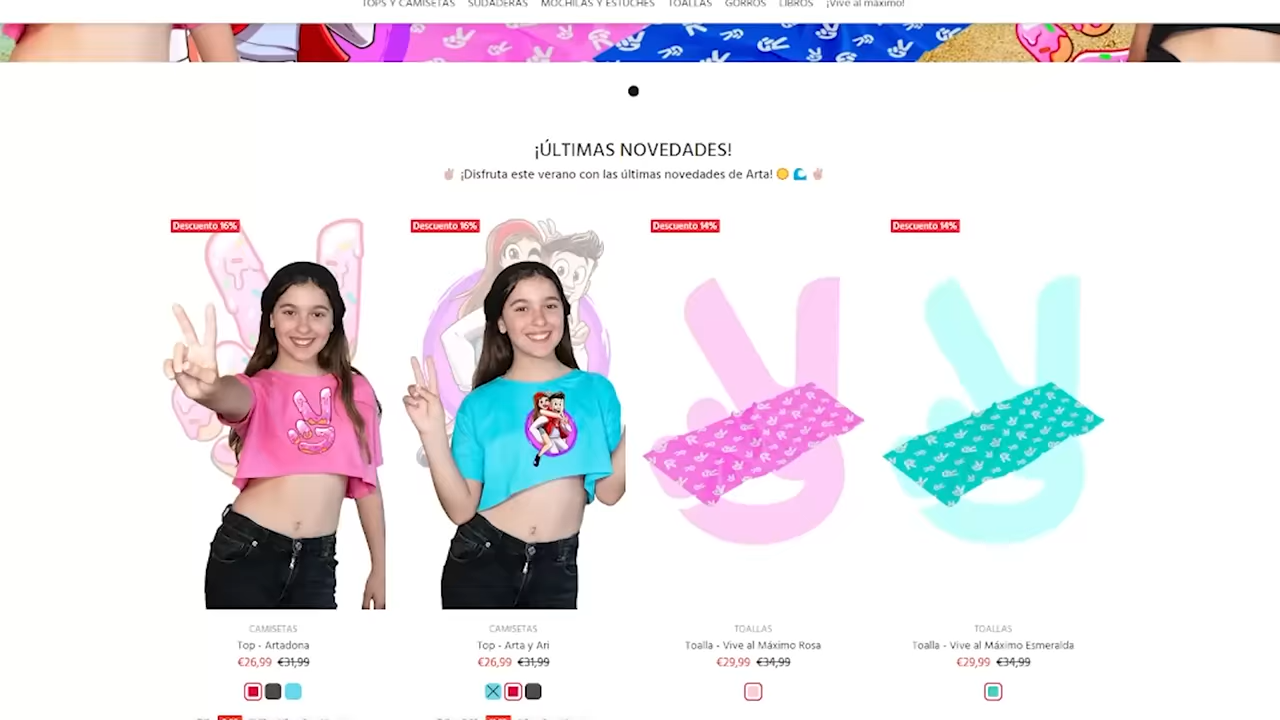 TOPS Y CAMISETAS SUDADERAS MOCHILAS Y ESTUCHES TOALLAS GORROS LIBROS ¡Vive al máximo!
¡ÚLTIMAS NOVEDADES!
✌🏻 ¡Disfruta este verano con las últimas novedades de Arta! 🌞 🌊 ✌🏻
Descuento 16% Descuento 16% Descuento 14% Descuento 14%
CAMISETAS CAMISETAS TOALLAS TOALLAS
Top - Artadona Top - Arta y Ari Toalla - Vive al Máximo Rosa Toalla - Vive al Máximo Esmeralda
€26,99 €31,99 €26,99 €31,99 €29,99 €34,99 €29,99 €34,99